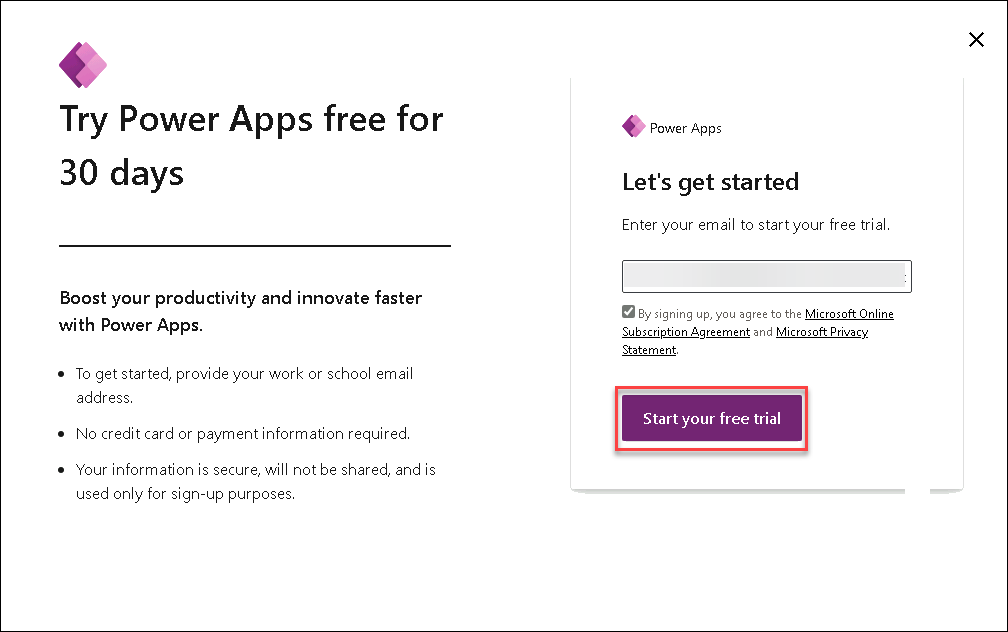 Try Power Apps free for
30 days
Boost your productivity and innovate faster
with Power Apps.
To get started, provide your work or school email
address.
No credit card or payment information required.
Your information is secure, will not be shared, and is
used only for sign-up purposes.
Power Apps
Let's get started
Enter your email to start your free trial.
By signing up, you agree to the Microsoft Online
Subscription Agreement and Microsoft Privacy
Statement.
Start your free trial